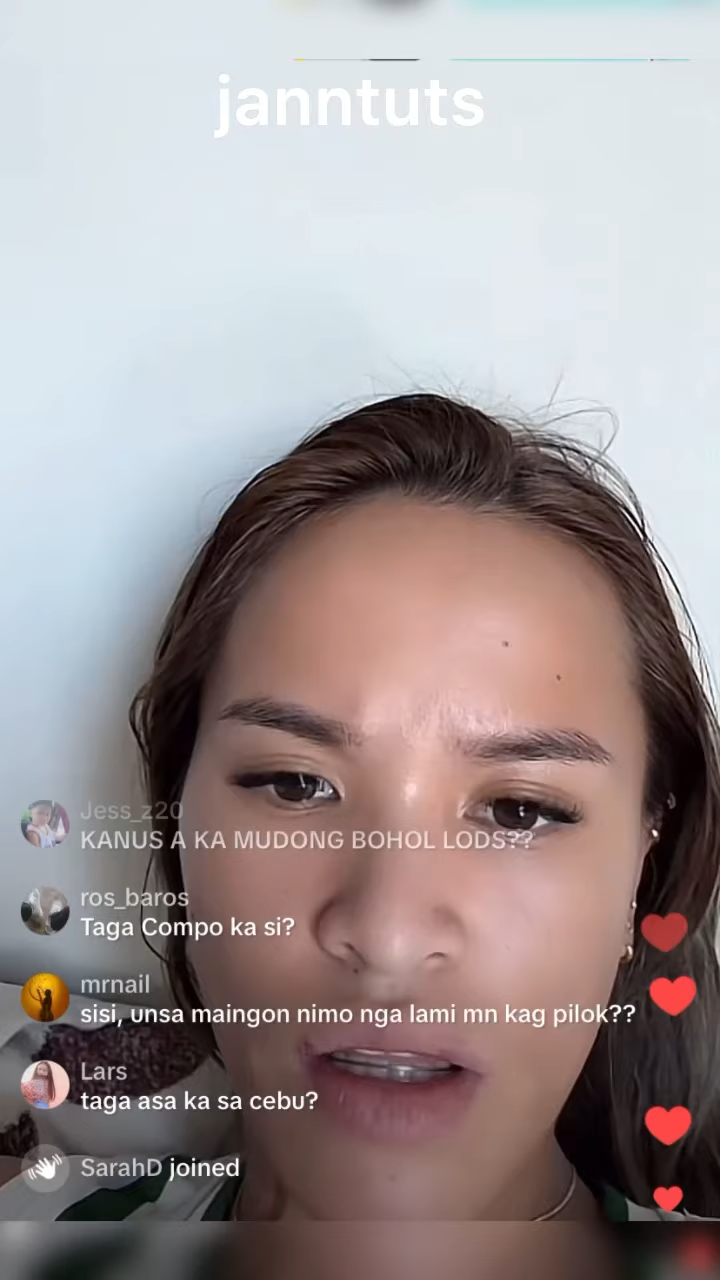 janntuts
Jess_z20
KANUS A KA MUDONG BOHOL LODS??
ros_baros
Taga Compo ka si?
mrnail
sisi, unsa maingon nimo nga lami mn kag pilok??
Lars
taga asa ka sa cebu?
SarahD joined